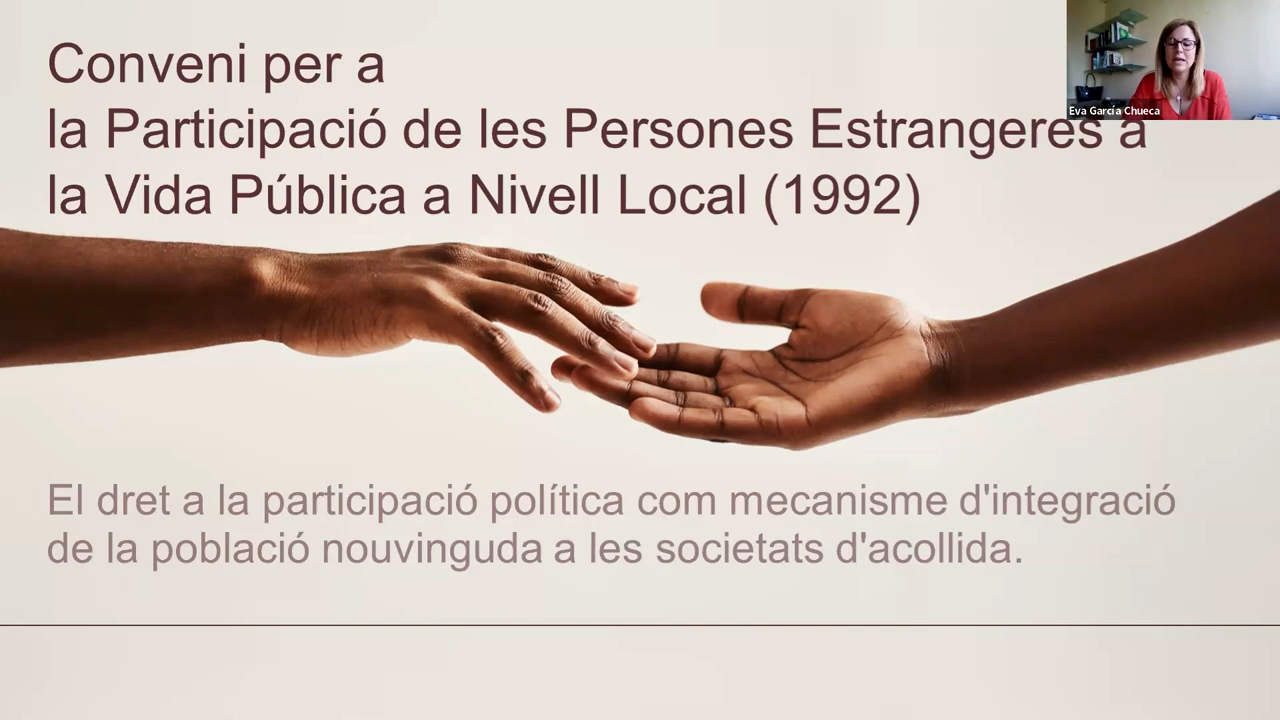 Conveni per a
la Participació de les Persones Estrangeres a
la Vida Pública a Nivell Local (1992)
Eva García Chueca
El dret a la participació política com mecanisme d'integració
de la població nouvinguda a les societats d'acollida.